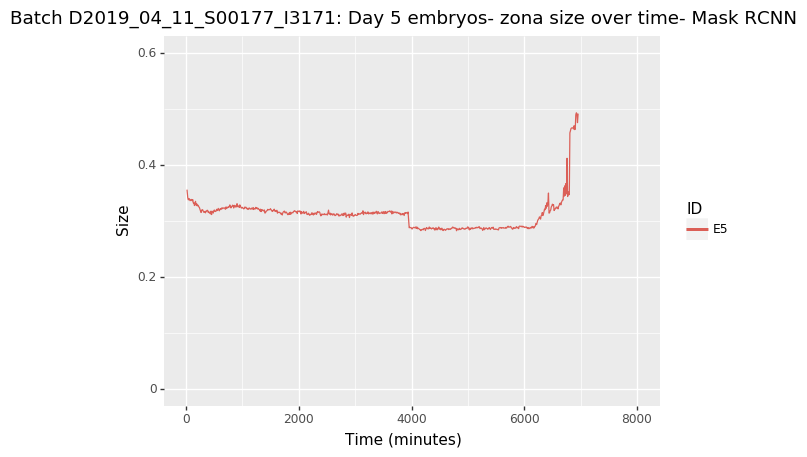 Batch D2019_04_11_S00177_I3171: Day 5 embryos- zona size over time- Mask RCNN
0.6
0.4
0.2
0
Size
0 2000 4000 6000 8000
Time (minutes)
ID
E5